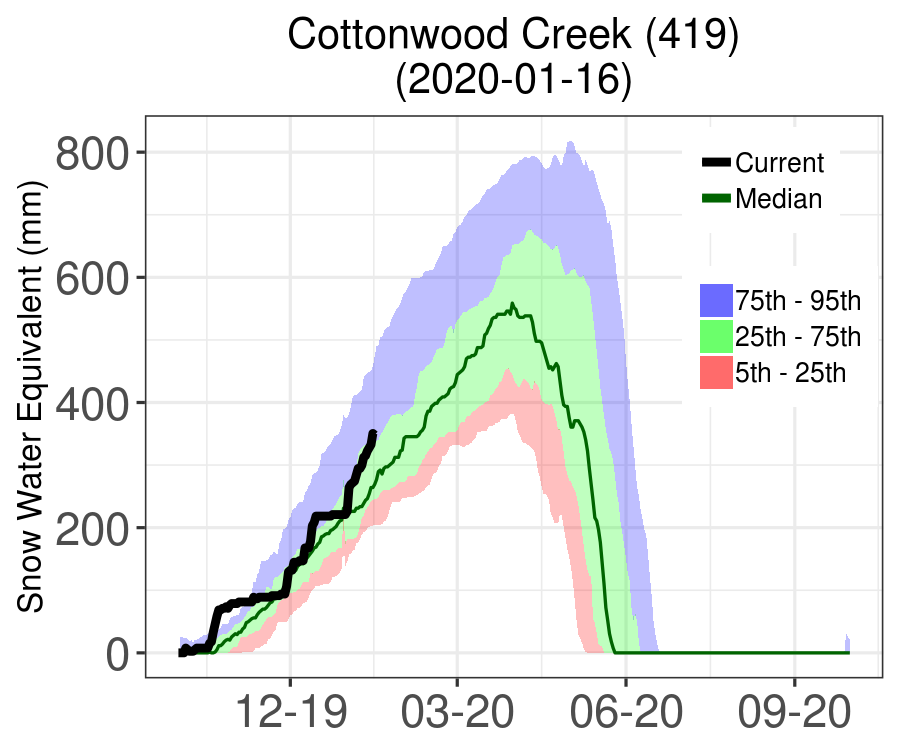 Cottonwood Creek (419)
(2020-01-16)
Snow Water Equivalent (mm)
800
600
400
200
0
12-19
03-20
06-20
09-20
Current
Median
75th - 95th
25th - 75th
5th - 25th